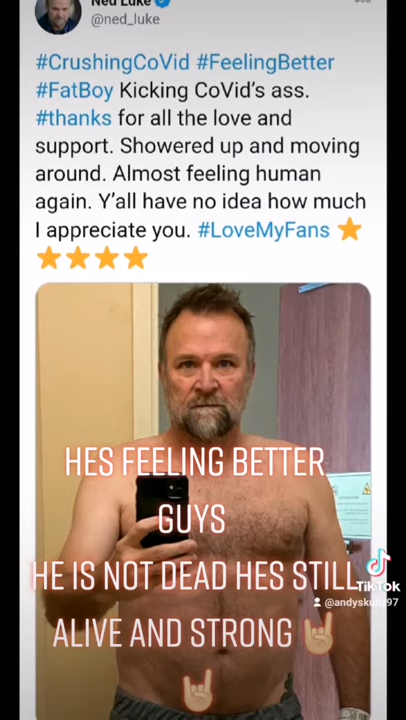 Ned Luke
@ned_luke
#CrushingCoVid #FeelingBetter
#FatBoy Kicking CoVid's ass.
#thanks for all the love and
support. Showered up and moving
around. Almost feeling human
again. Y'all have no idea how much
I appreciate you. #LoveMyFans ⭐
⭐⭐⭐⭐
HES FEELING BETTER
GUYS
HE IS NOT DEAD HES STILL
ALIVE AND STRONG 🤘🏼
🤘🏼
TikTok